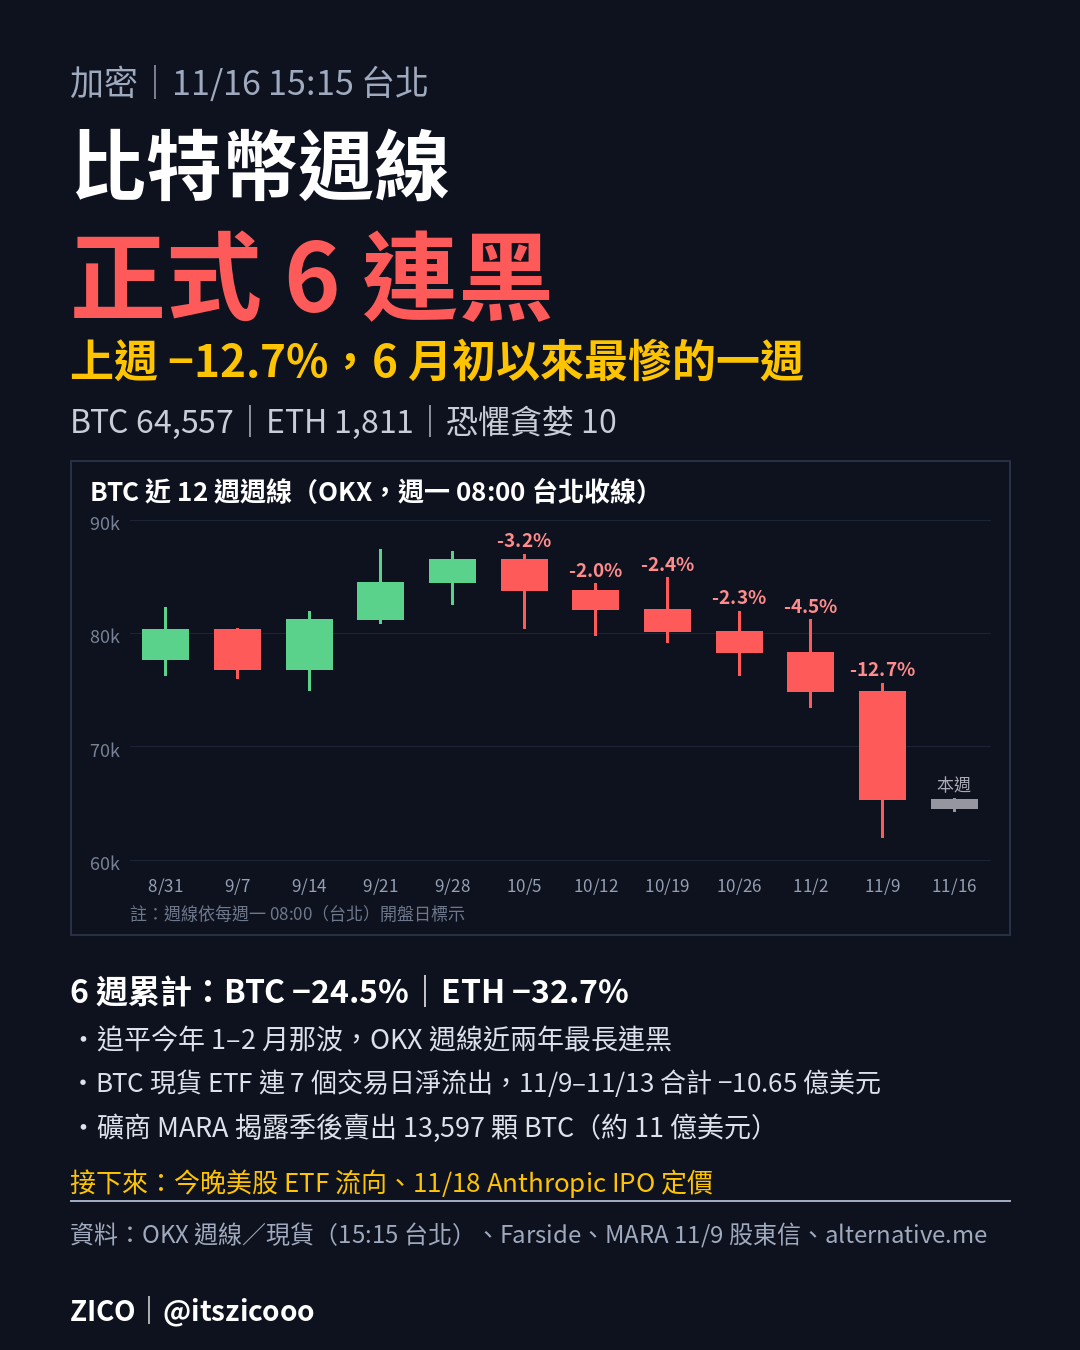 加密｜11/16 15:15 台北
比特幣週線
正式 6 連黑
上週 −12.7%，6 月初以來最慘的一週
BTC 64,557｜ETH 1,811｜恐懼貪婪 10
BTC 近 12 週週線（OKX，週一 08:00 台北收線）
90k
80k
70k
60k
-3.2%
-2.0%
-2.4%
-2.3%
-4.5%
-12.7%
本週
8/31 9/7 9/14 9/21 9/28 10/5 10/12 10/19 10/26 11/2 11/9 11/16
註：週線依每週一 08:00（台北）開盤日標示
6 週累計：BTC −24.5%｜ETH −32.7%
・追平今年 1–2 月那波，OKX 週線近兩年最長連黑
・BTC 現貨 ETF 連 7 個交易日淨流出，11/9–11/13 合計 −10.65 億美元
・礦商 MARA 揭露季後賣出 13,597 顆 BTC（約 11 億美元）
接下來：今晚美股 ETF 流向、11/18 Anthropic IPO 定價
資料：OKX 週線／現貨（15:15 台北）、Farside、MARA 11/9 股東信、alternative.me
ZICO｜@itszicooo